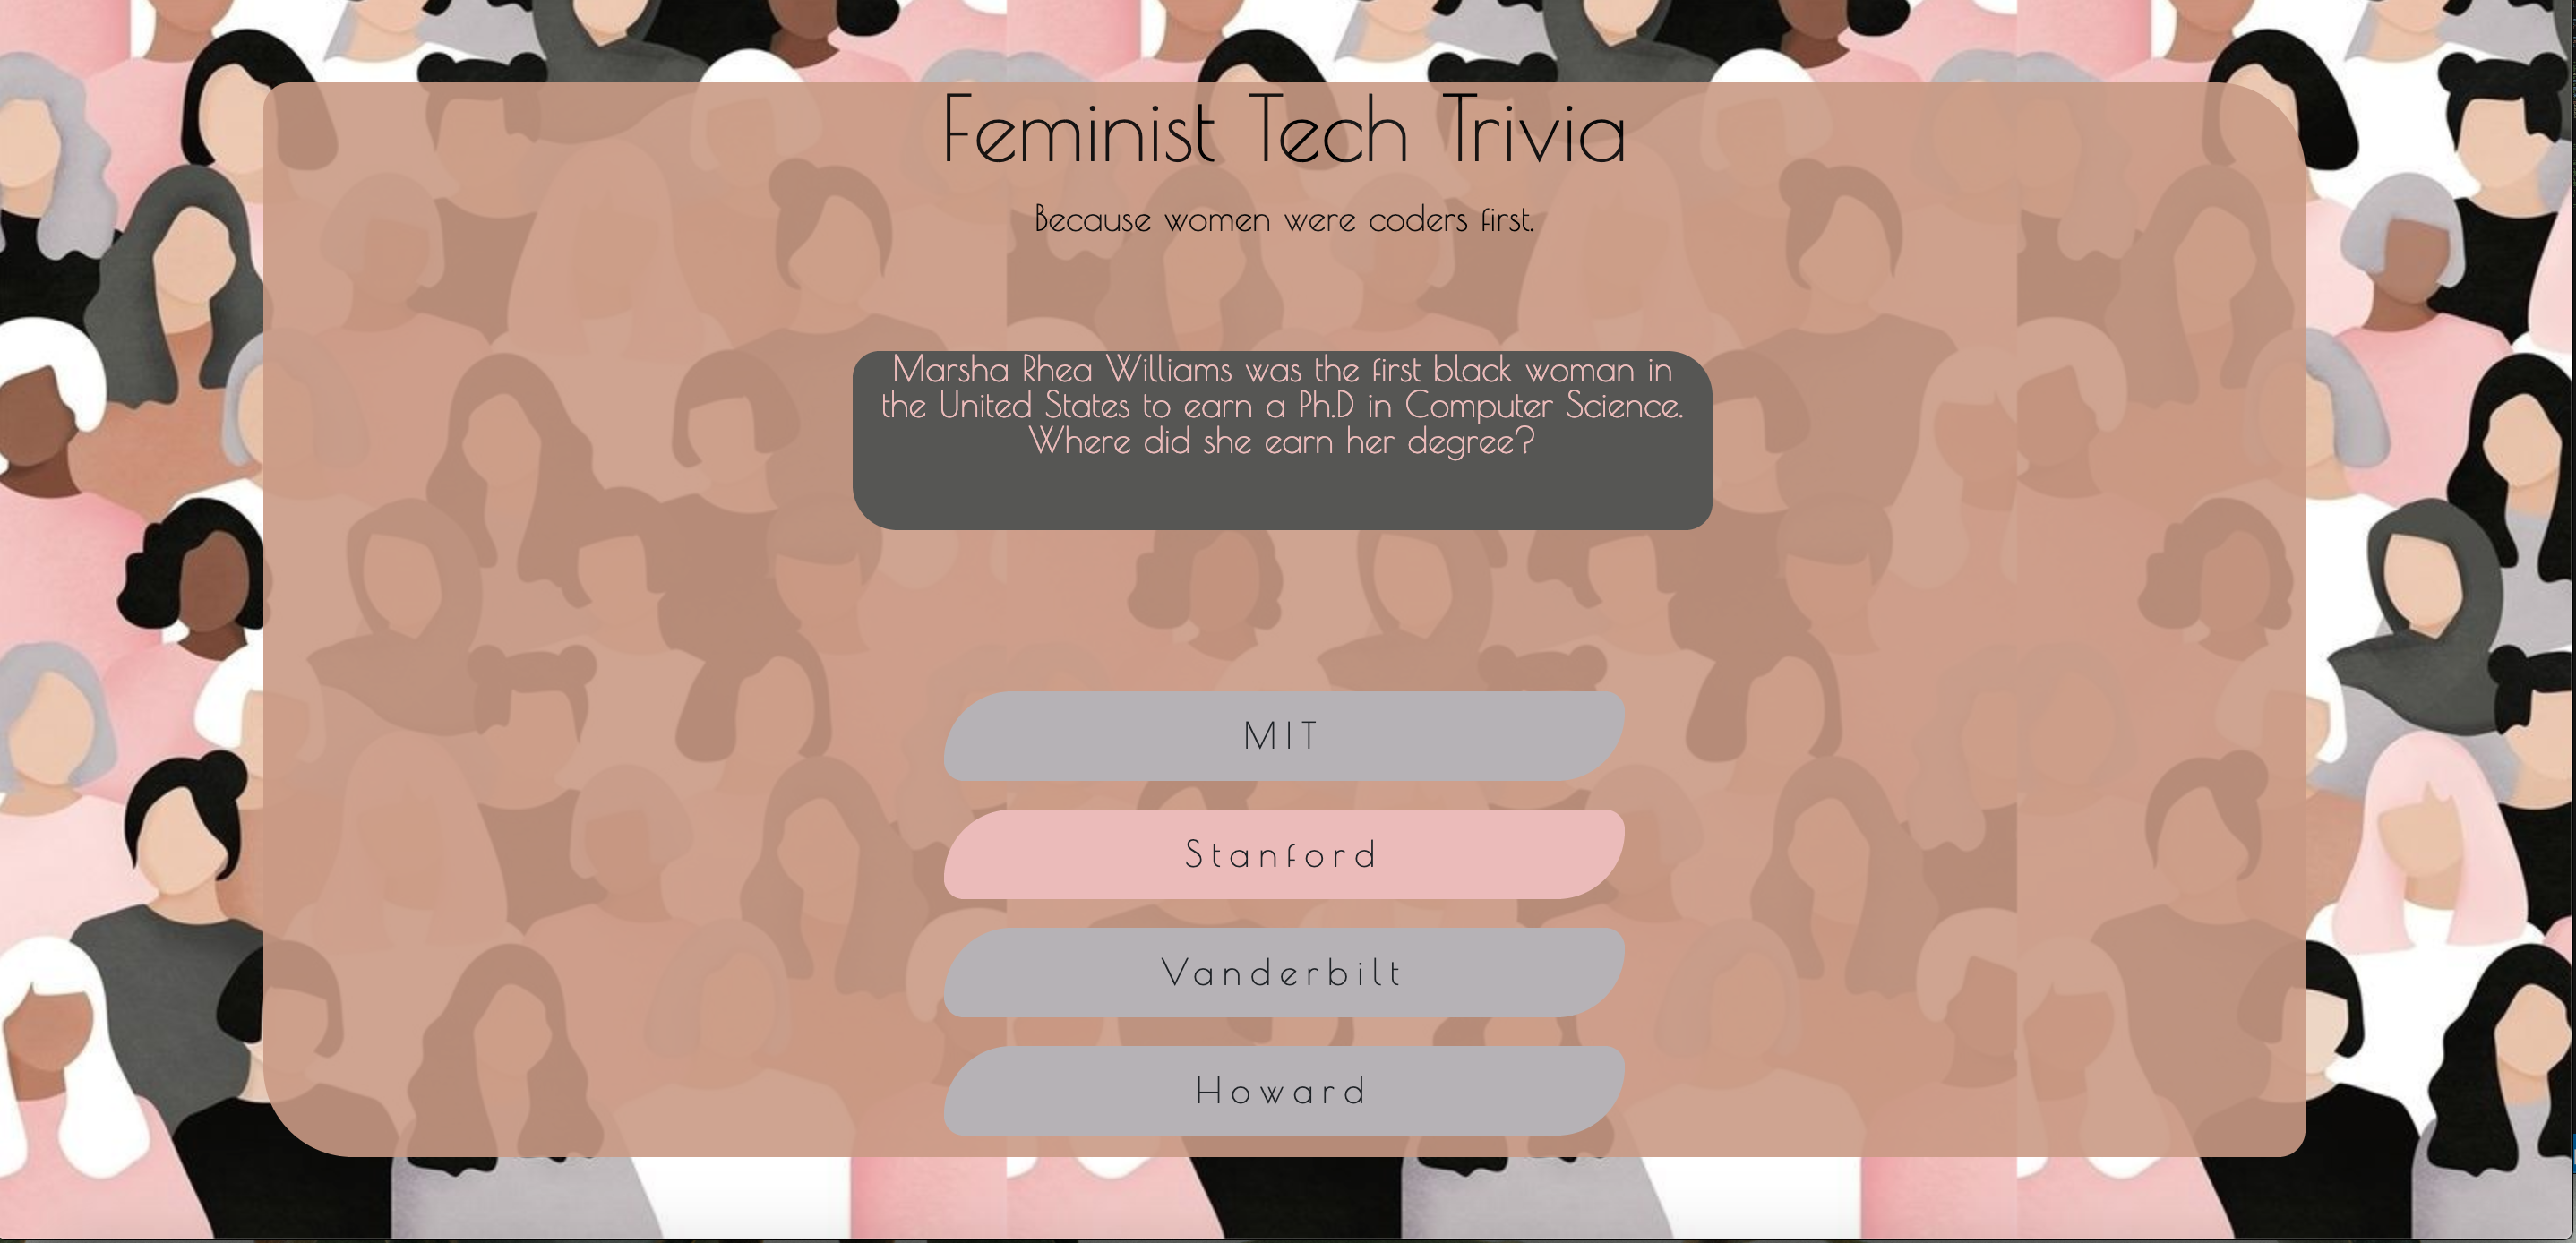 Feminist Tech Trivia
Because women were coders first.
Marsha Rhea Williams was the first black woman in
the United States to earn a Ph.D in Computer Science.
Where did she earn her degree?
MIT
Stanford
Vanderbilt
Howard